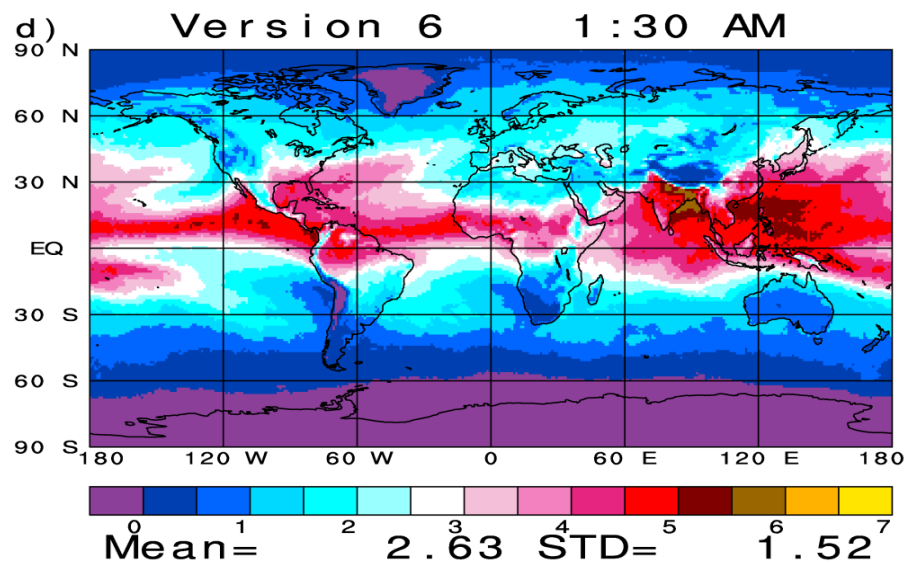 d) Version 6 1:30 AM
90 N
60 N
30 N
EQ
30 S
60 S
90 S
180 120 W 60 W 0 60 E 120 E 180
0 1 2 3 4 5 6 7
Mean= 2.63 STD= 1.52